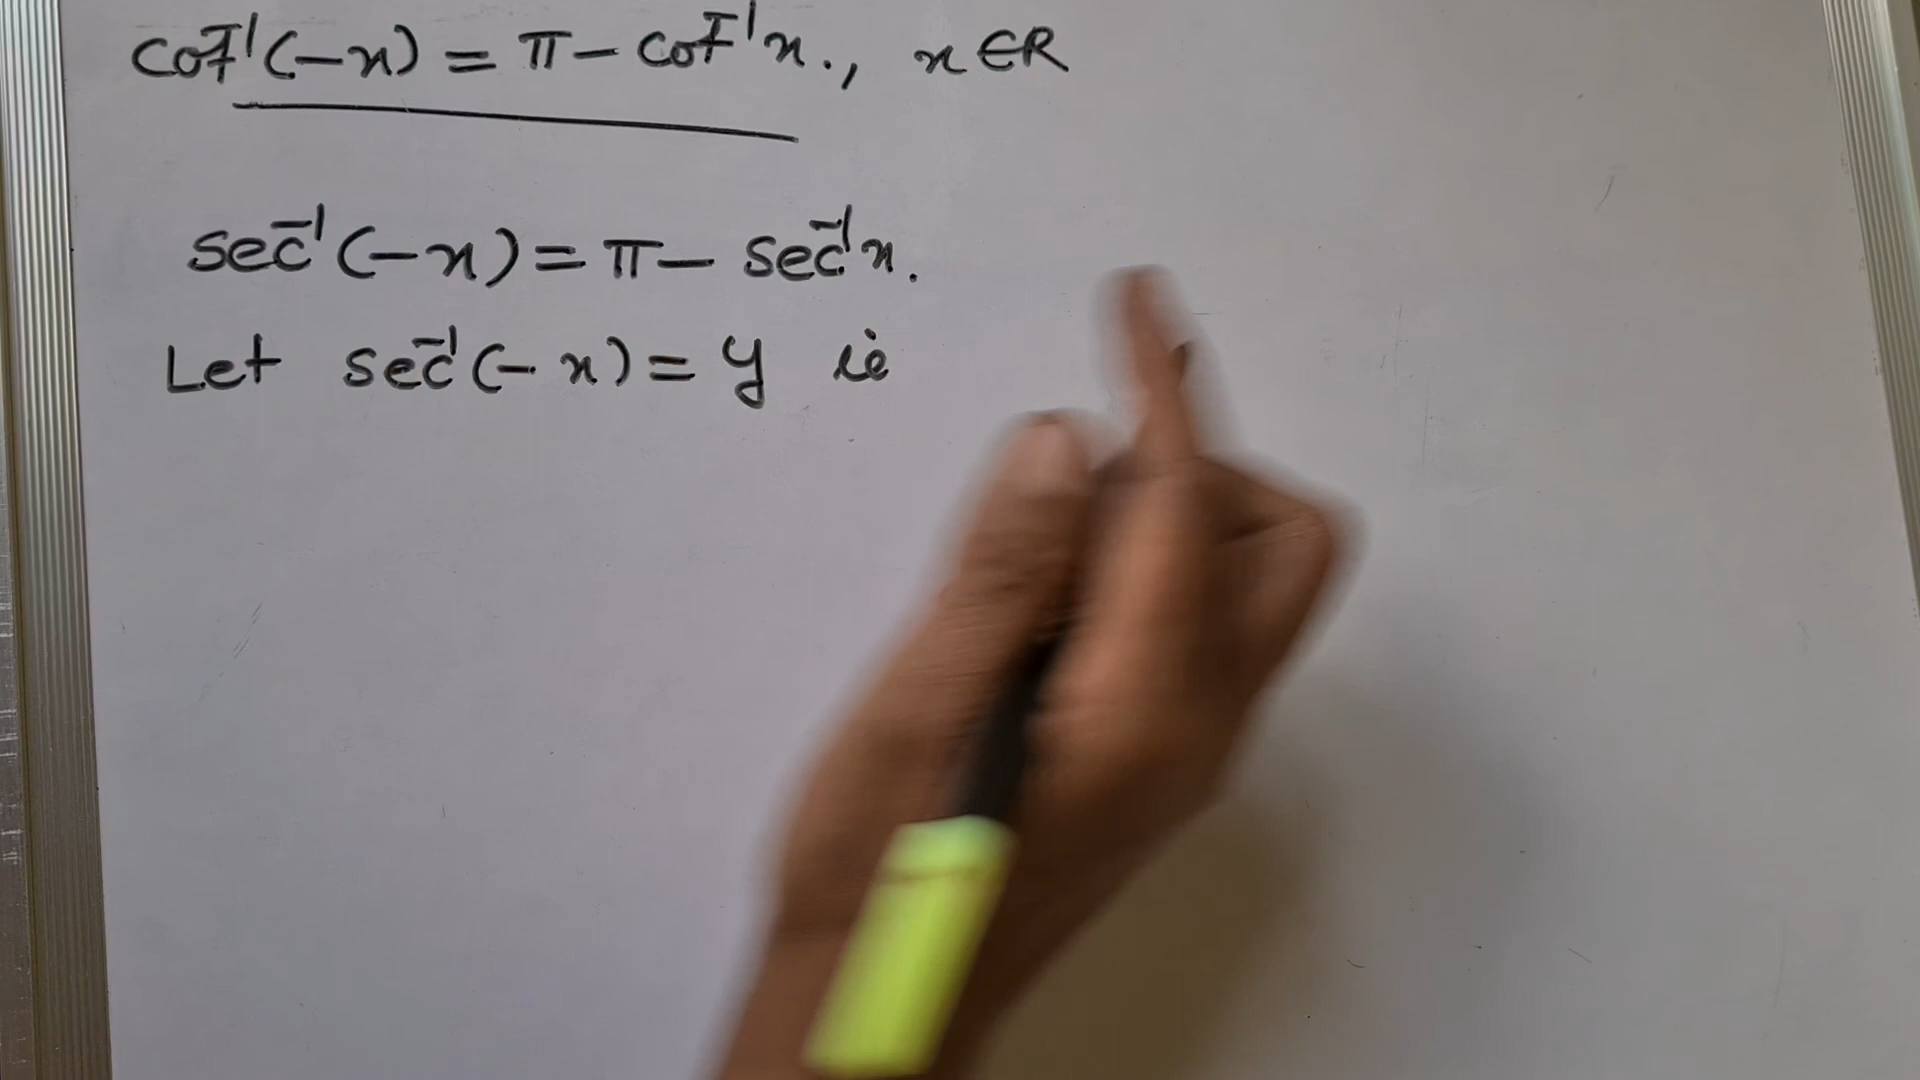 cot⁻¹(-x) = π - cot⁻¹x., x∈R
sec⁻¹(-x) = π - sec⁻¹x.
Let sec⁻¹(-x) = y ie